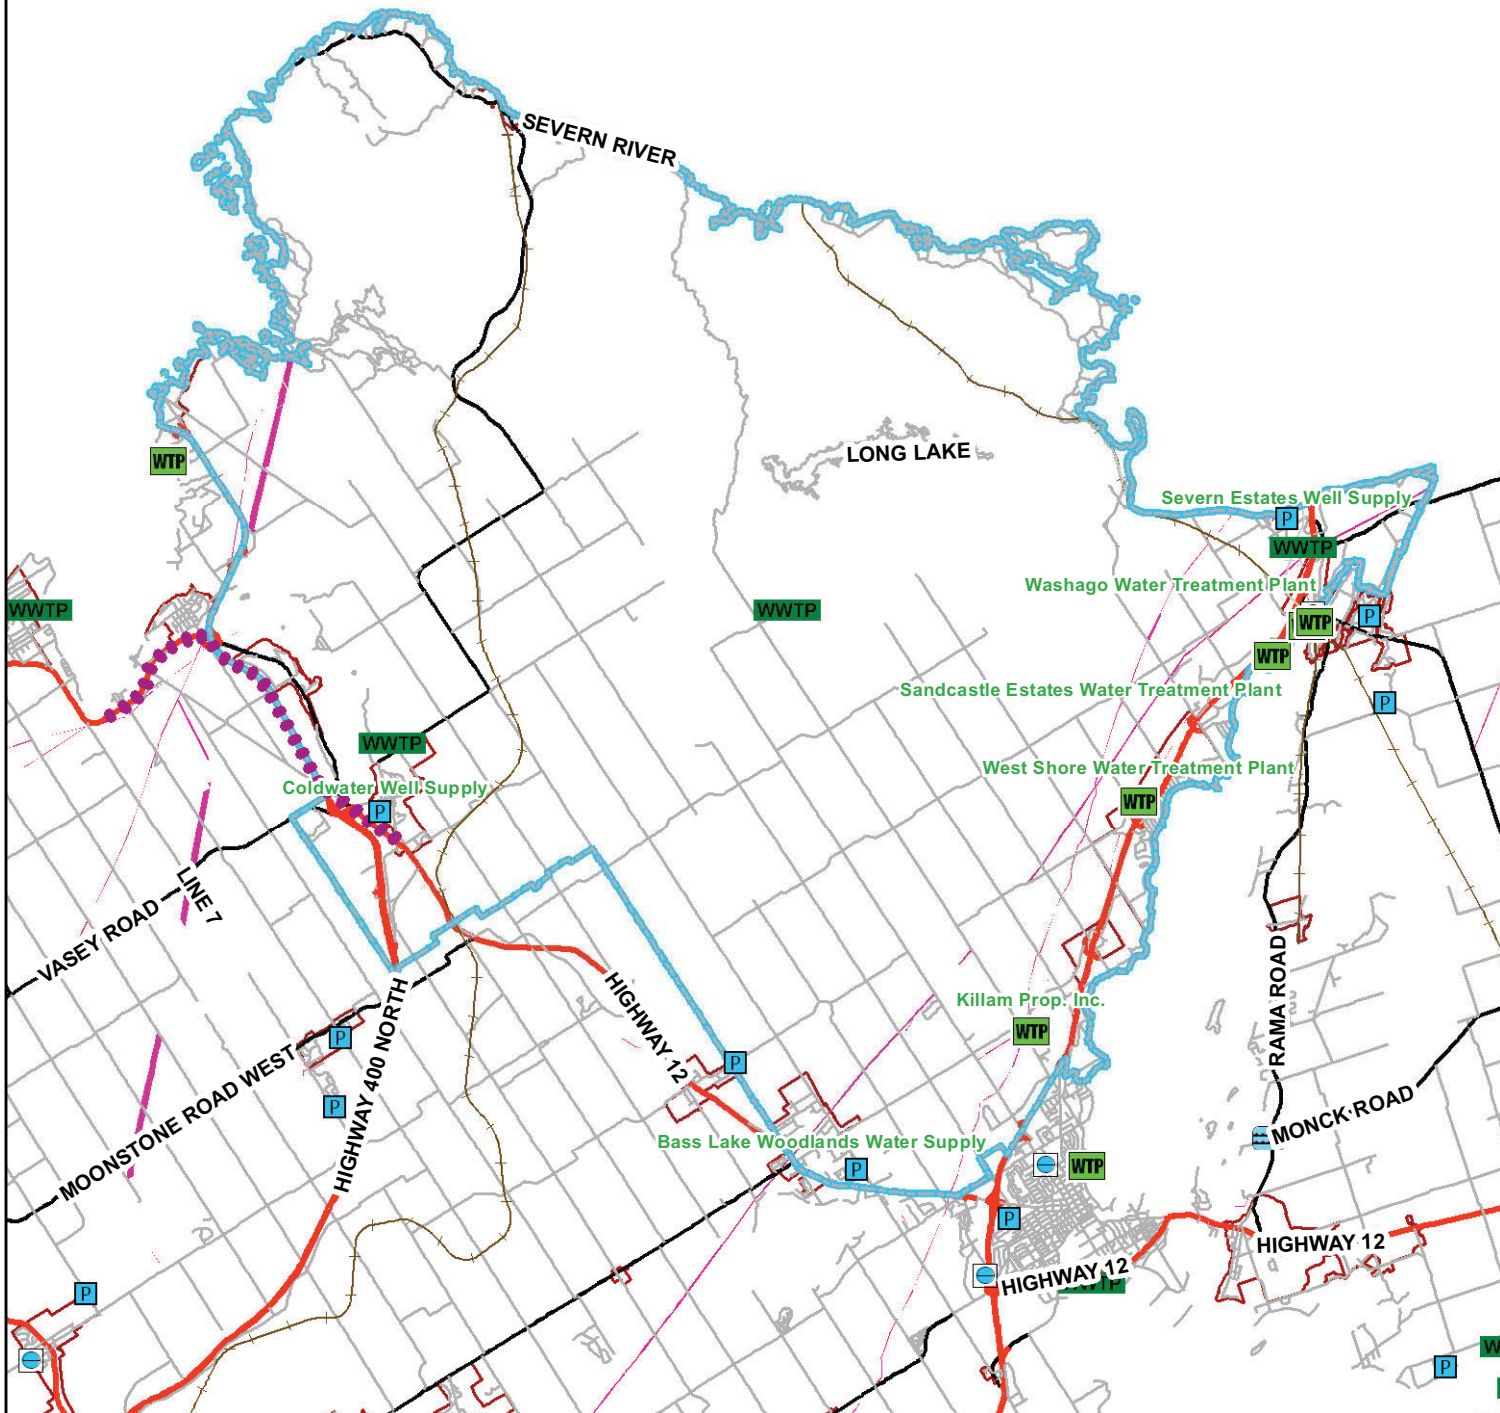 SEVERN RIVER
LONG LAKE
WTP
Severn Estates Well Supply
P
WWTP
Washago Water Treatment Plant
WWTP
WWTP
P
WTP
WTP
Sandcastle Estates Water Treatment Plant
P
WWTP
West Shore Water Treatment Plant
Coldwater Well Supply
WTP
P
LINE 7
VASEY ROAD
Killam Prop. Inc.
HIGHWAY 12
WTP
RAMA ROAD
P
MOONSTONE ROAD WEST
HIGHWAY 400 NORTH
P
P
MONCK ROAD
Bass Lake Woodlands Water Supply
P
WTP
P
HIGHWAY 12
HIGHWAY 12
WWTP
P
P